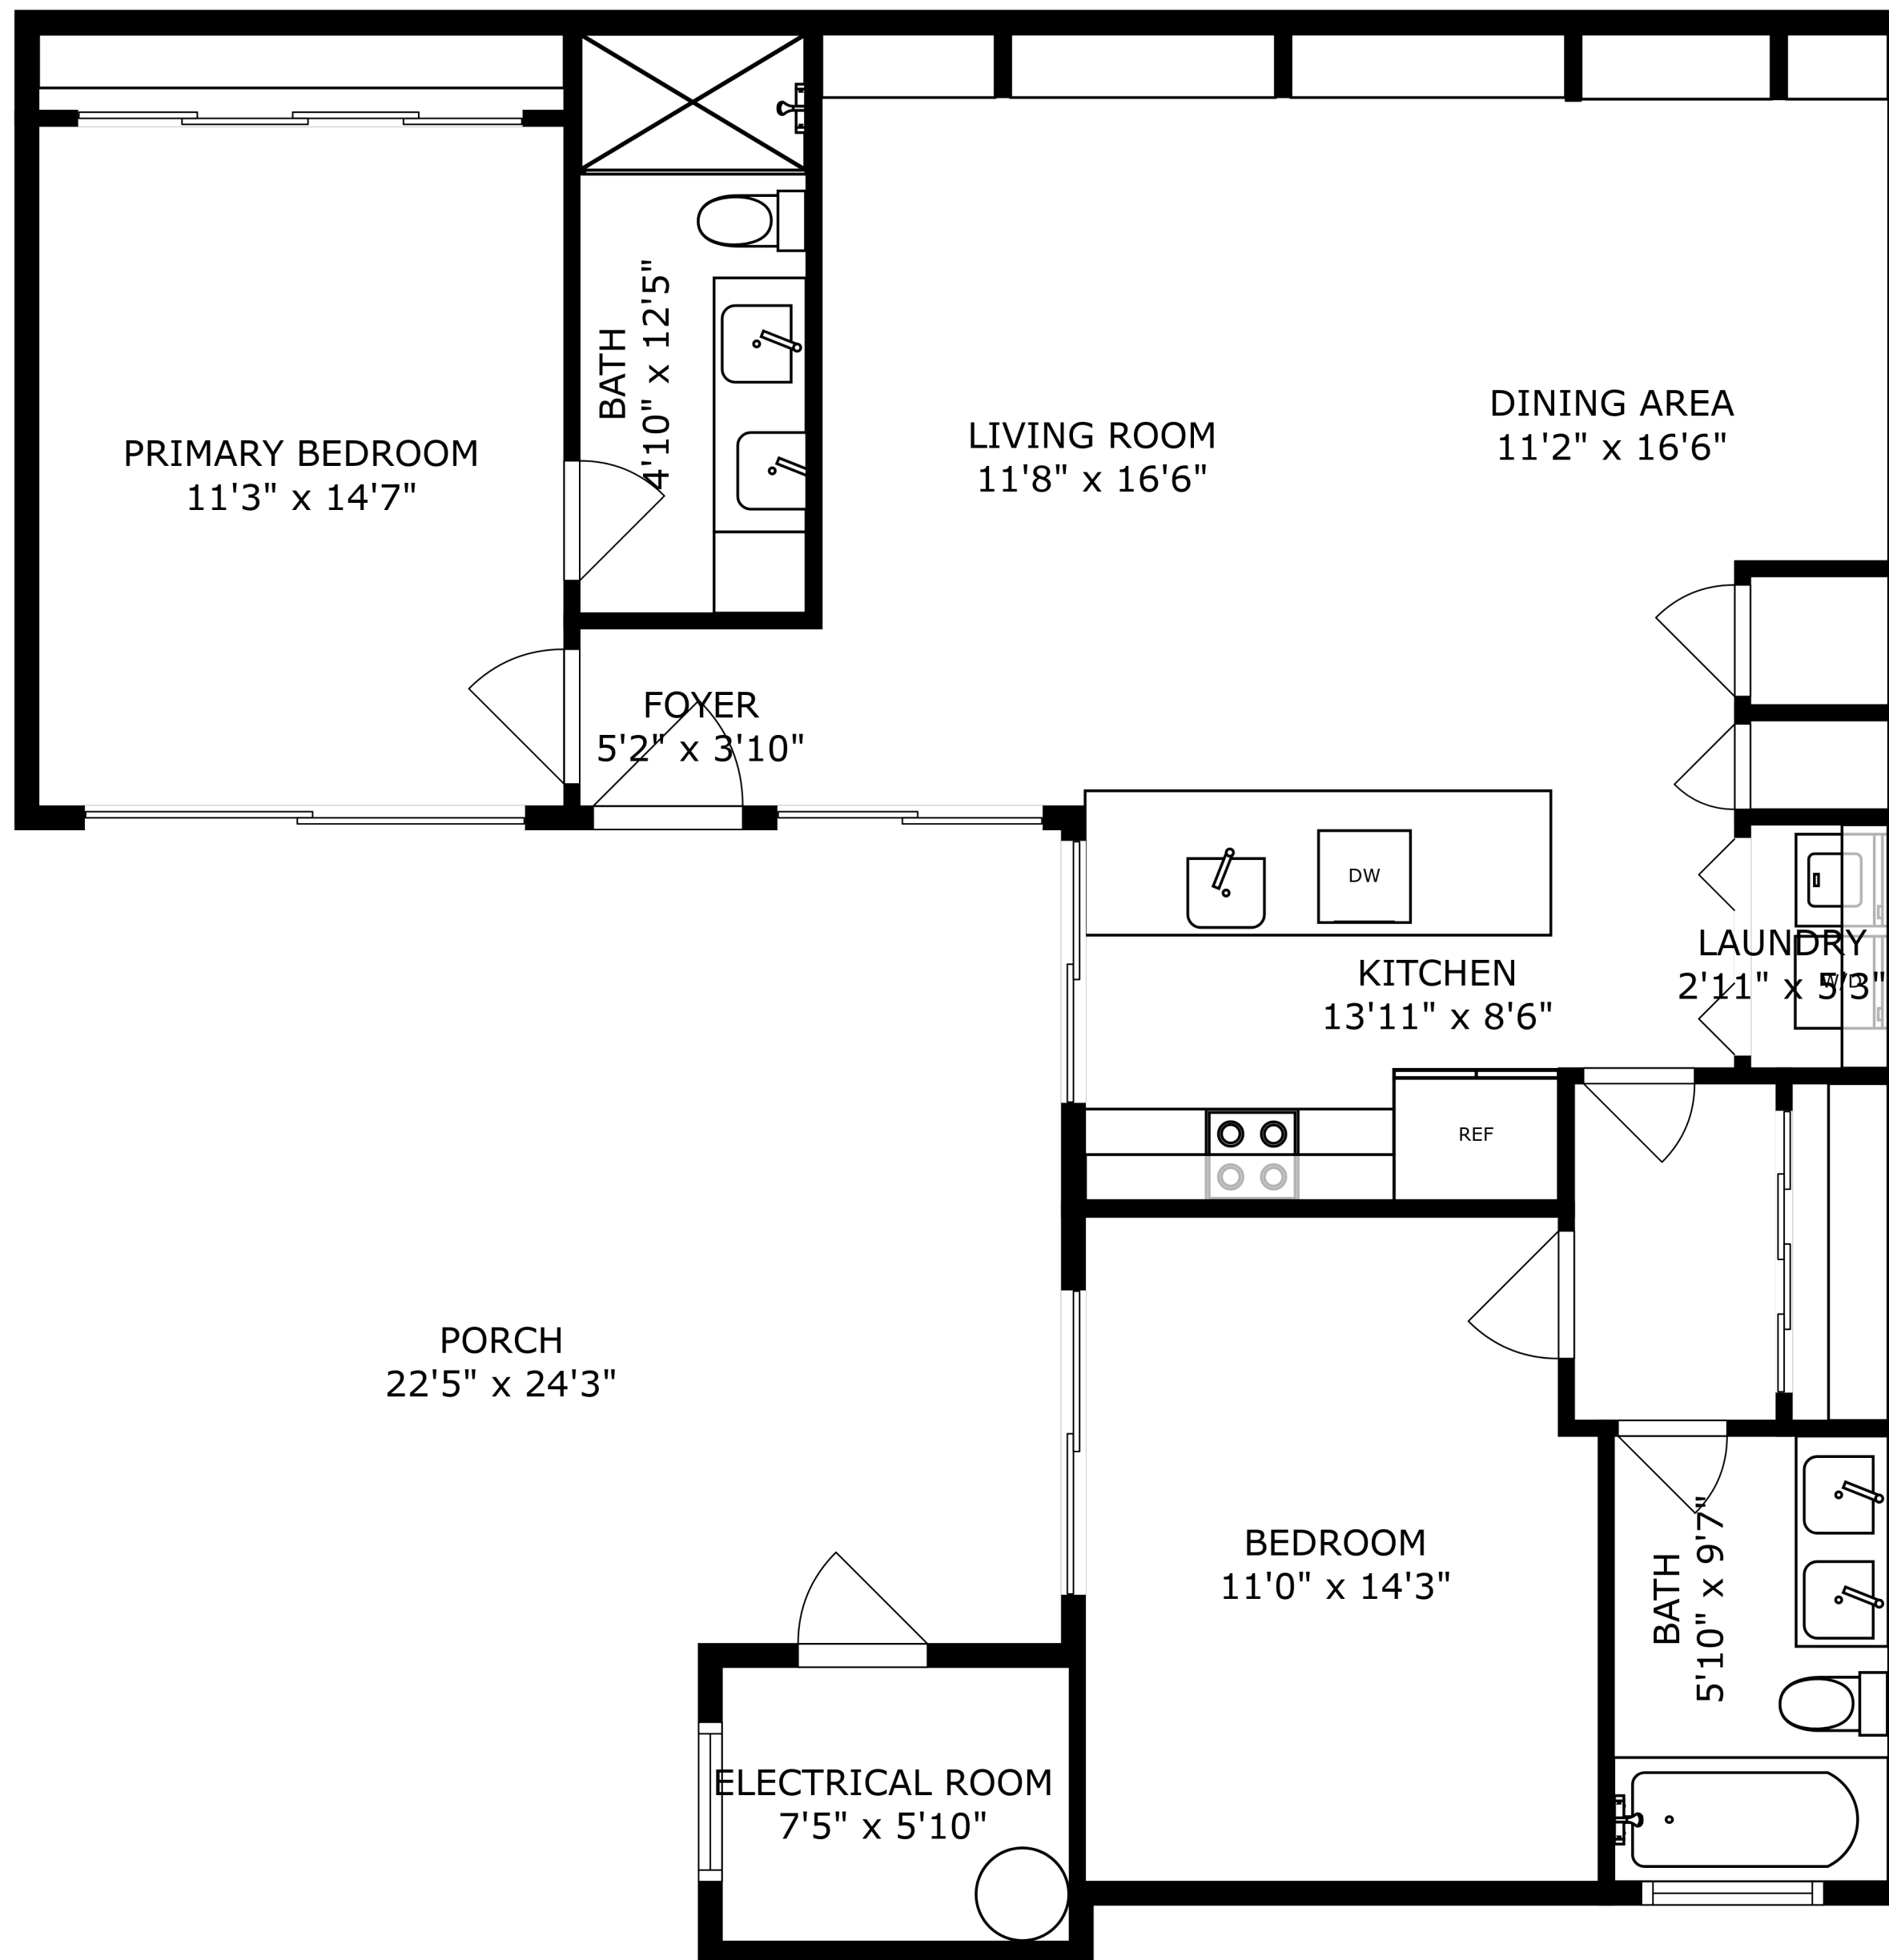 PRIMARY BEDROOM
11'3" x 14'7"
BATH
4'10" x 12'5"
LIVING ROOM
11'8" x 16'6"
DINING AREA
11'2" x 16'6"
FOYER
5'2" x 3'10"
DW
KITCHEN
13'11" x 8'6"
LAUNDRY
2'11" x 5'3"
W/D
REF
PORCH
22'5" x 24'3"
BEDROOM
11'0" x 14'3"
BATH
5'10" x 9'7"
ELECTRICAL ROOM
7'5" x 5'10"